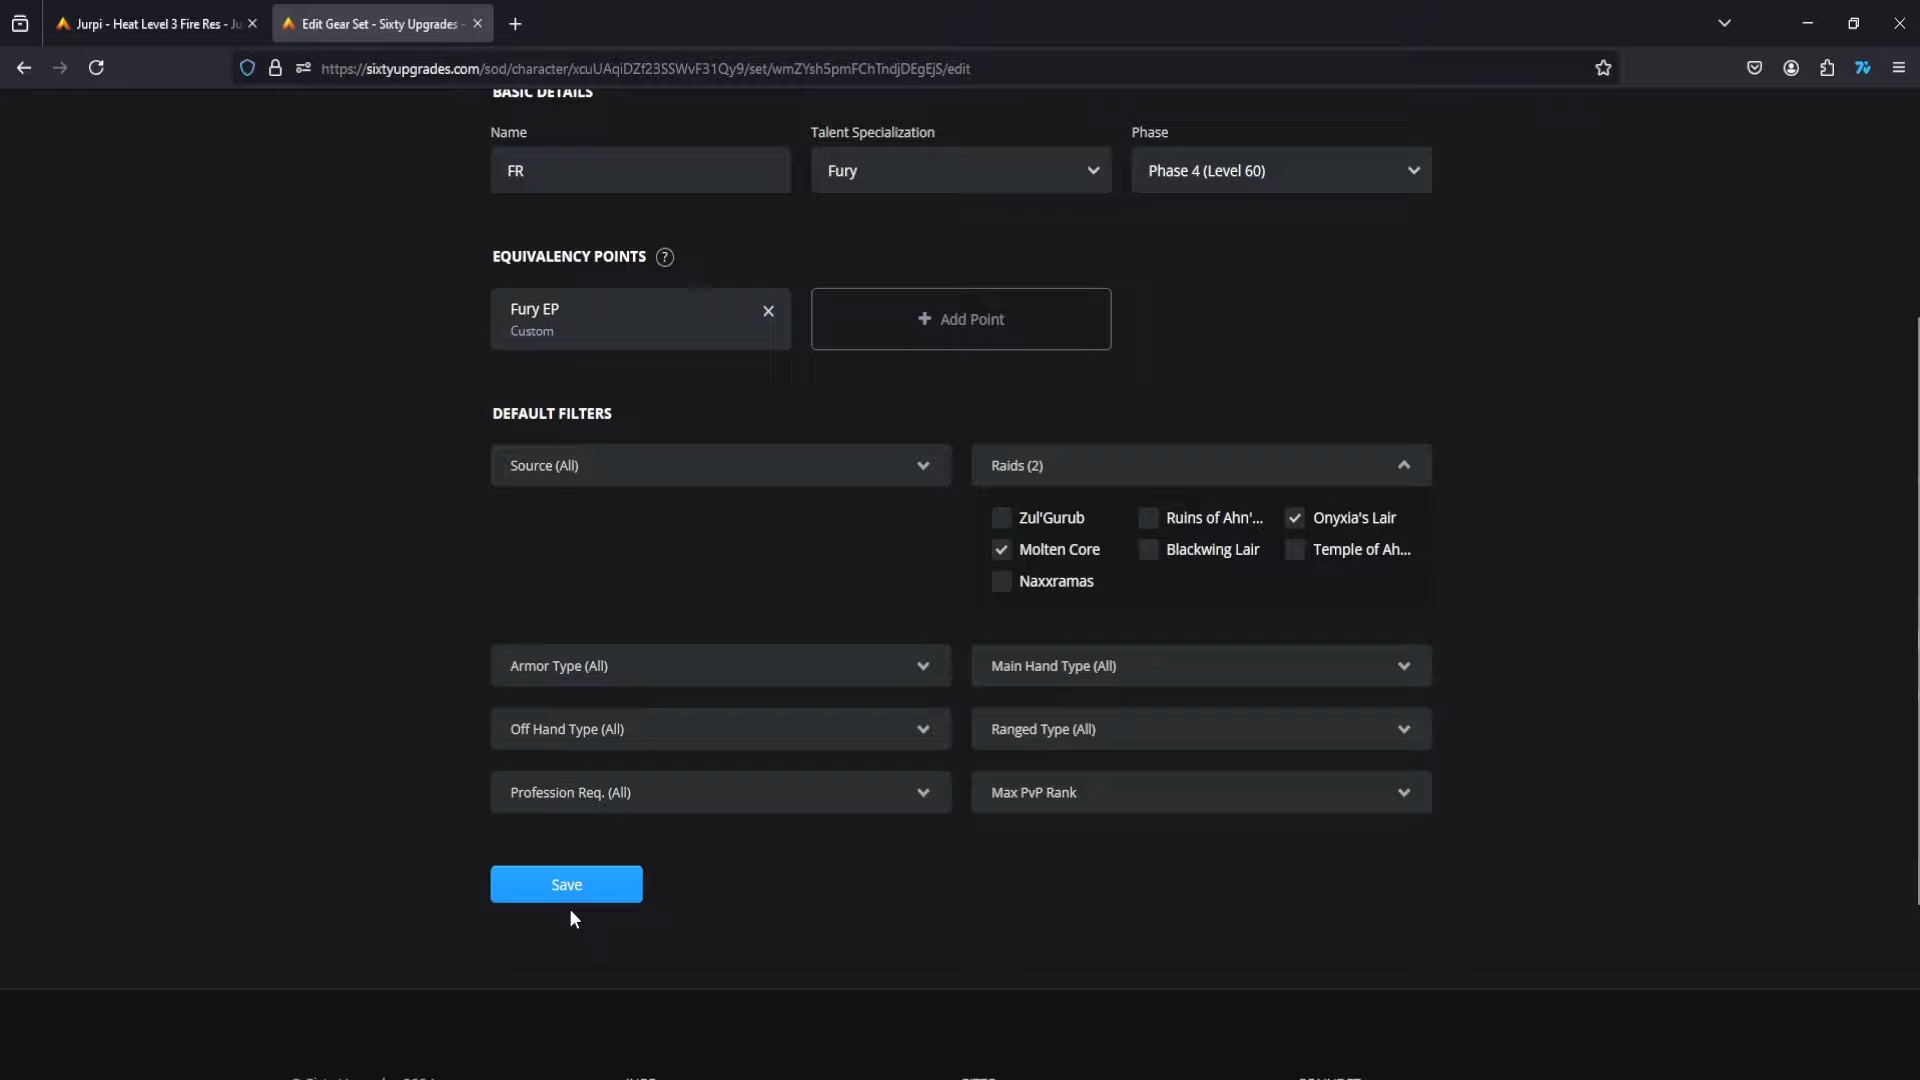 Jurpi - Heat Level 3 Fire Res - Ju
Edit Gear Set - Sixty Upgrades -
https://sixtyupgrades.com/sod/character/xcuUAqiDZf23SSWvF31Qy9/set/wmZYsh5pmFChTndjDEgEjS/edit
BASIC DETAILS
Name
Talent Specialization
Phase
FR
Fury
Phase 4 (Level 60)
EQUIVALENCY POINTS ?
Fury EP
Custom
+ Add Point
DEFAULT FILTERS
Source (All)
Raids (2)
Zul'Gurub
Ruins of Ahn'...
Onyxia's Lair
Molten Core
Blackwing Lair
Temple of Ah...
Naxxramas
Armor Type (All)
Main Hand Type (All)
Off Hand Type (All)
Ranged Type (All)
Profession Req. (All)
Max PvP Rank
Save